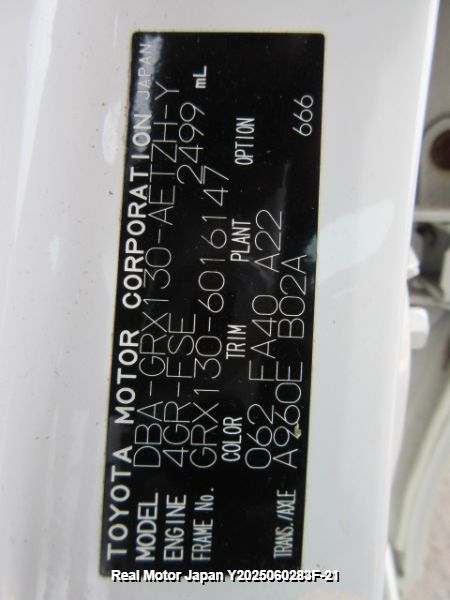 TOYOTA MOTOR CORPORATION JAPAN
MODEL DBA-GRX130-AETZH-Y
ENGINE 4GR-FSE 2499 mL
FRAME No. GRX130-6016147
COLOR TRIM PLANT OPTION
062 FA40 A22
TRANS./AXLE A960E B02A 666
Real Motor Japan Y2025060283F-21